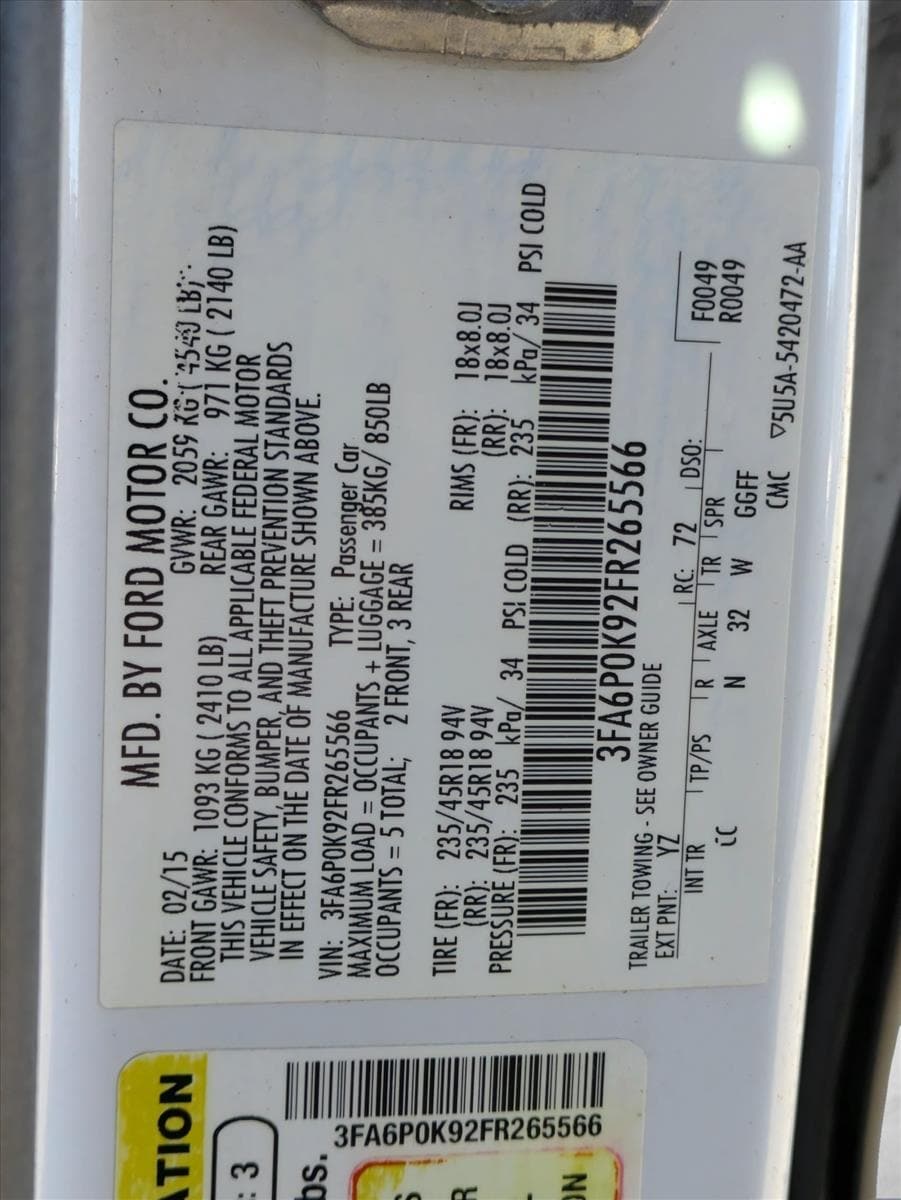 MFD. BY FORD MOTOR CO.
DATE: 02/15 GVWR: 2059 KG ( 4540 LB)
FRONT GAWR: 1093 KG ( 2410 LB) REAR GAWR: 971 KG ( 2140 LB)
THIS VEHICLE CONFORMS TO ALL APPLICABLE FEDERAL MOTOR
VEHICLE SAFETY, BUMPER, AND THEFT PREVENTION STANDARDS
IN EFFECT ON THE DATE OF MANUFACTURE SHOWN ABOVE.
VIN: 3FA6P0K92FR265566 TYPE: Passenger Car
MAXIMUM LOAD = OCCUPANTS + LUGGAGE = 385KG/ 850LB
OCCUPANTS = 5 TOTAL; 2 FRONT, 3 REAR
TIRE (FR): 235/45R18 94V RIMS (FR): 18x8.0J
(RR): 235/45R18 94V (RR): 18x8.0J
PRESSURE (FR): 235 kPa/ 34 PSI COLD (RR): 235 kPa/ 34 PSI COLD
3FA6P0K92FR265566
TRAILER TOWING - SEE OWNER GUIDE
EXT PNT: YZ RC: 72 DSO: F0049
INT TR TP/PS R AXLE TR SPR R0049
N 32 W GGFF
CMC ▽5U5A-5420472-AA
ATION
: 3
bs.
3FA6P0K92FR265566